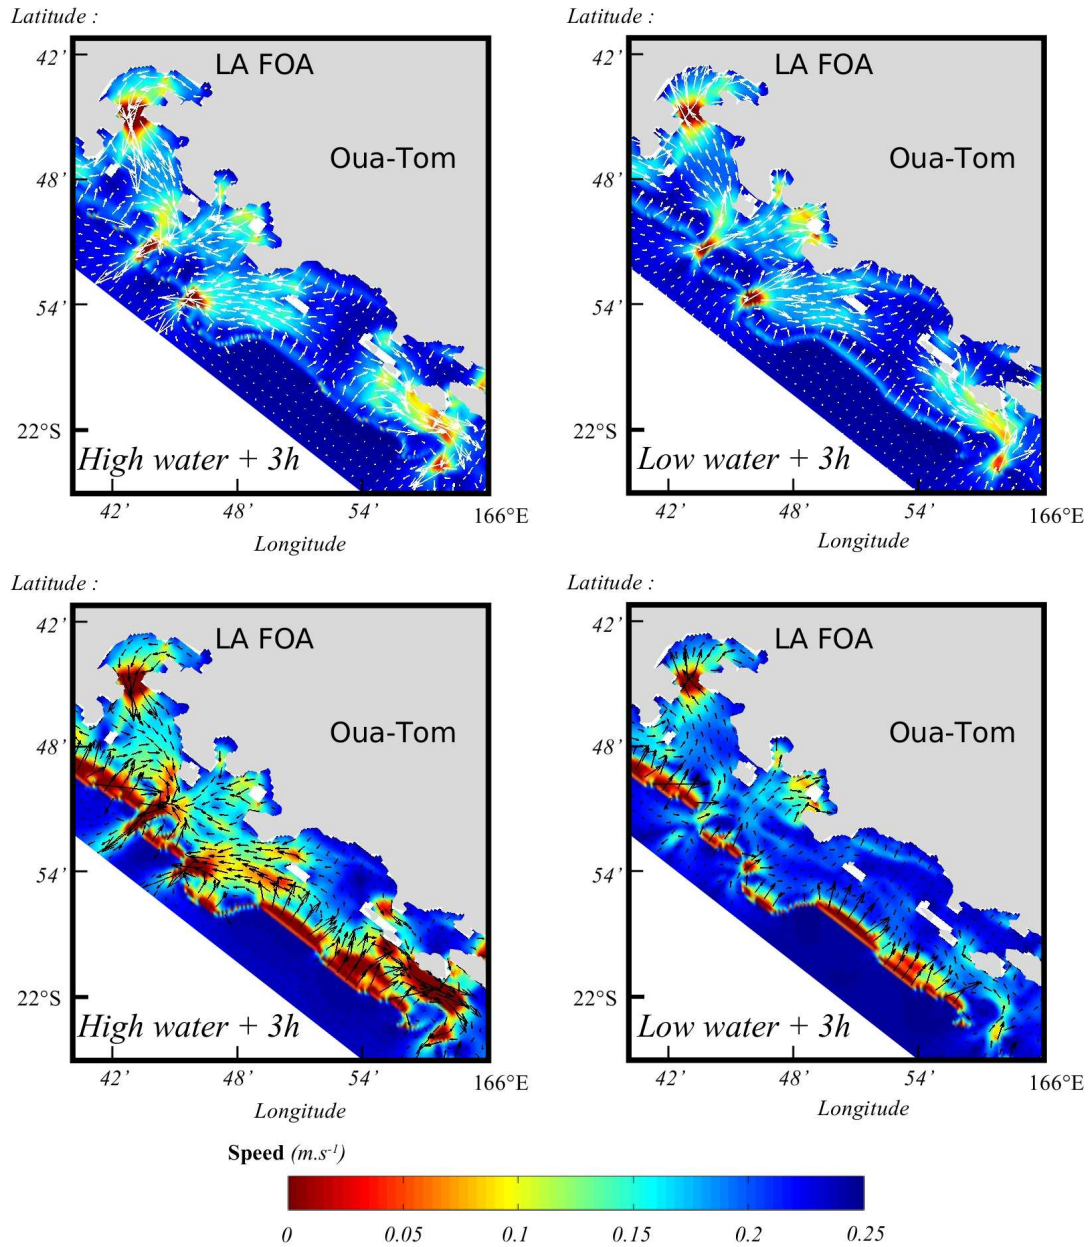 Latitude :
Latitude :
42’
LA FOA
Oua-Tom
48’
54’
22°S
High water + 3h
42’
48’
54’
166°E
Longitude
42’
LA FOA
Oua-Tom
48’
54’
22°S
Low water + 3h
42’
48’
54’
166°E
Longitude
Latitude :
Latitude :
42’
LA FOA
Oua-Tom
48’
54’
22°S
High water + 3h
42’
48’
54’
166°E
Longitude
42’
LA FOA
Oua-Tom
48’
54’
22°S
Low water + 3h
42’
48’
54’
166°E
Longitude
Speed (m.s⁻¹)
0 0.05 0.1 0.15 0.2 0.25